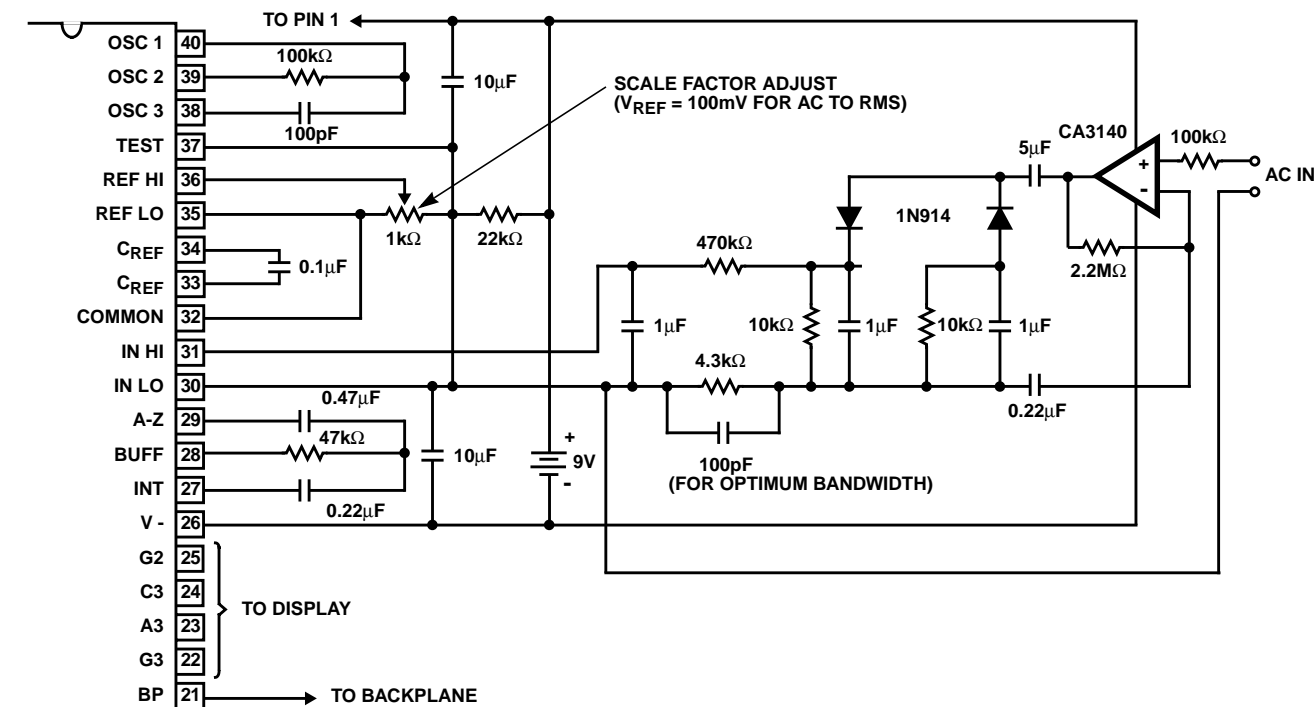 TO PIN 1
OSC 1 40
OSC 2 39
OSC 3 38
TEST 37
REF HI 36
REF LO 35
CREF 34
CREF 33
COMMON 32
IN HI 31
IN LO 30
A-Z 29
BUFF 28
INT 27
V - 26
G2 25
C3 24
A3 23
G3 22
BP 21
100kΩ
100pF
10μF
SCALE FACTOR ADJUST
(VREF = 100mV FOR AC TO RMS)
1kΩ
22kΩ
0.1μF
CA3140
+
-
100kΩ
AC IN
5μF
1N914
2.2MΩ
470kΩ
1μF
10kΩ
1μF
10kΩ
1μF
4.3kΩ
0.22μF
100pF
(FOR OPTIMUM BANDWIDTH)
0.47μF
47kΩ
0.22μF
10μF
+
9V
-
TO DISPLAY
TO BACKPLANE